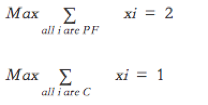 Max ∑ xi = 2
all i are PF
Max ∑ xi = 1
all i are C